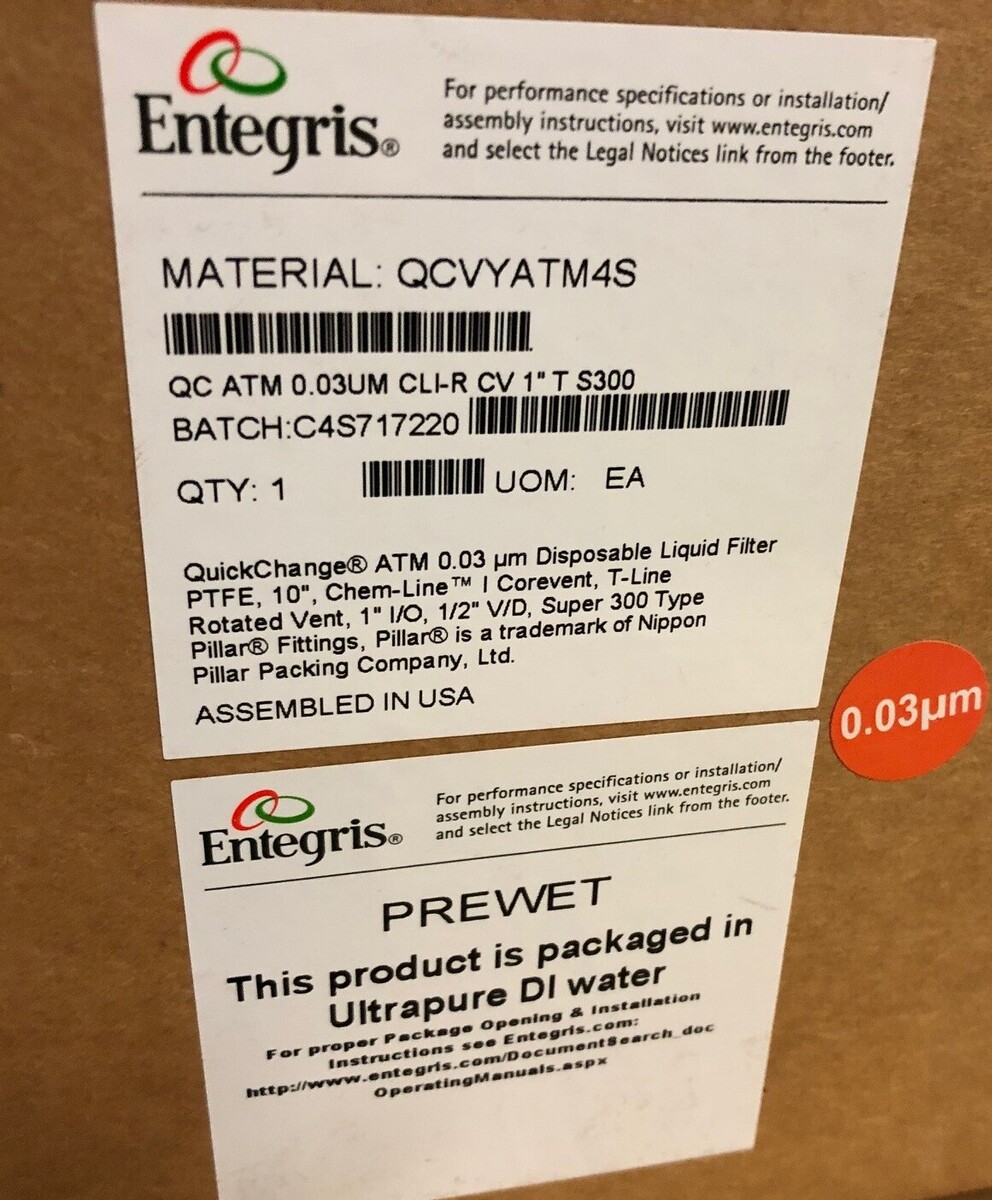 Entegris®
For performance specifications or installation/
assembly instructions, visit www.entegris.com
and select the Legal Notices link from the footer.
MATERIAL: QCVYATM4S
QC ATM 0.03UM CLI-R CV 1" T S300
BATCH:C4S717220
QTY: 1 UOM: EA
QuickChange® ATM 0.03 µm Disposable Liquid Filter
PTFE, 10", Chem-Line™ I Corevent, T-Line
Rotated Vent, 1" I/O, 1/2" V/D, Super 300 Type
Pillar® Fittings, Pillar® is a trademark of Nippon
Pillar Packing Company, Ltd.
ASSEMBLED IN USA
0.03µm
Entegris®
For performance specifications or installation/
assembly instructions, visit www.entegris.com
and select the Legal Notices link from the footer.
PREWET
This product is packaged in
Ultrapure DI water
For proper Package Opening & Installation
Instructions see Entegris.com:
http://www.entegris.com/DocumentSearch_doc
OperatingManuals.aspx